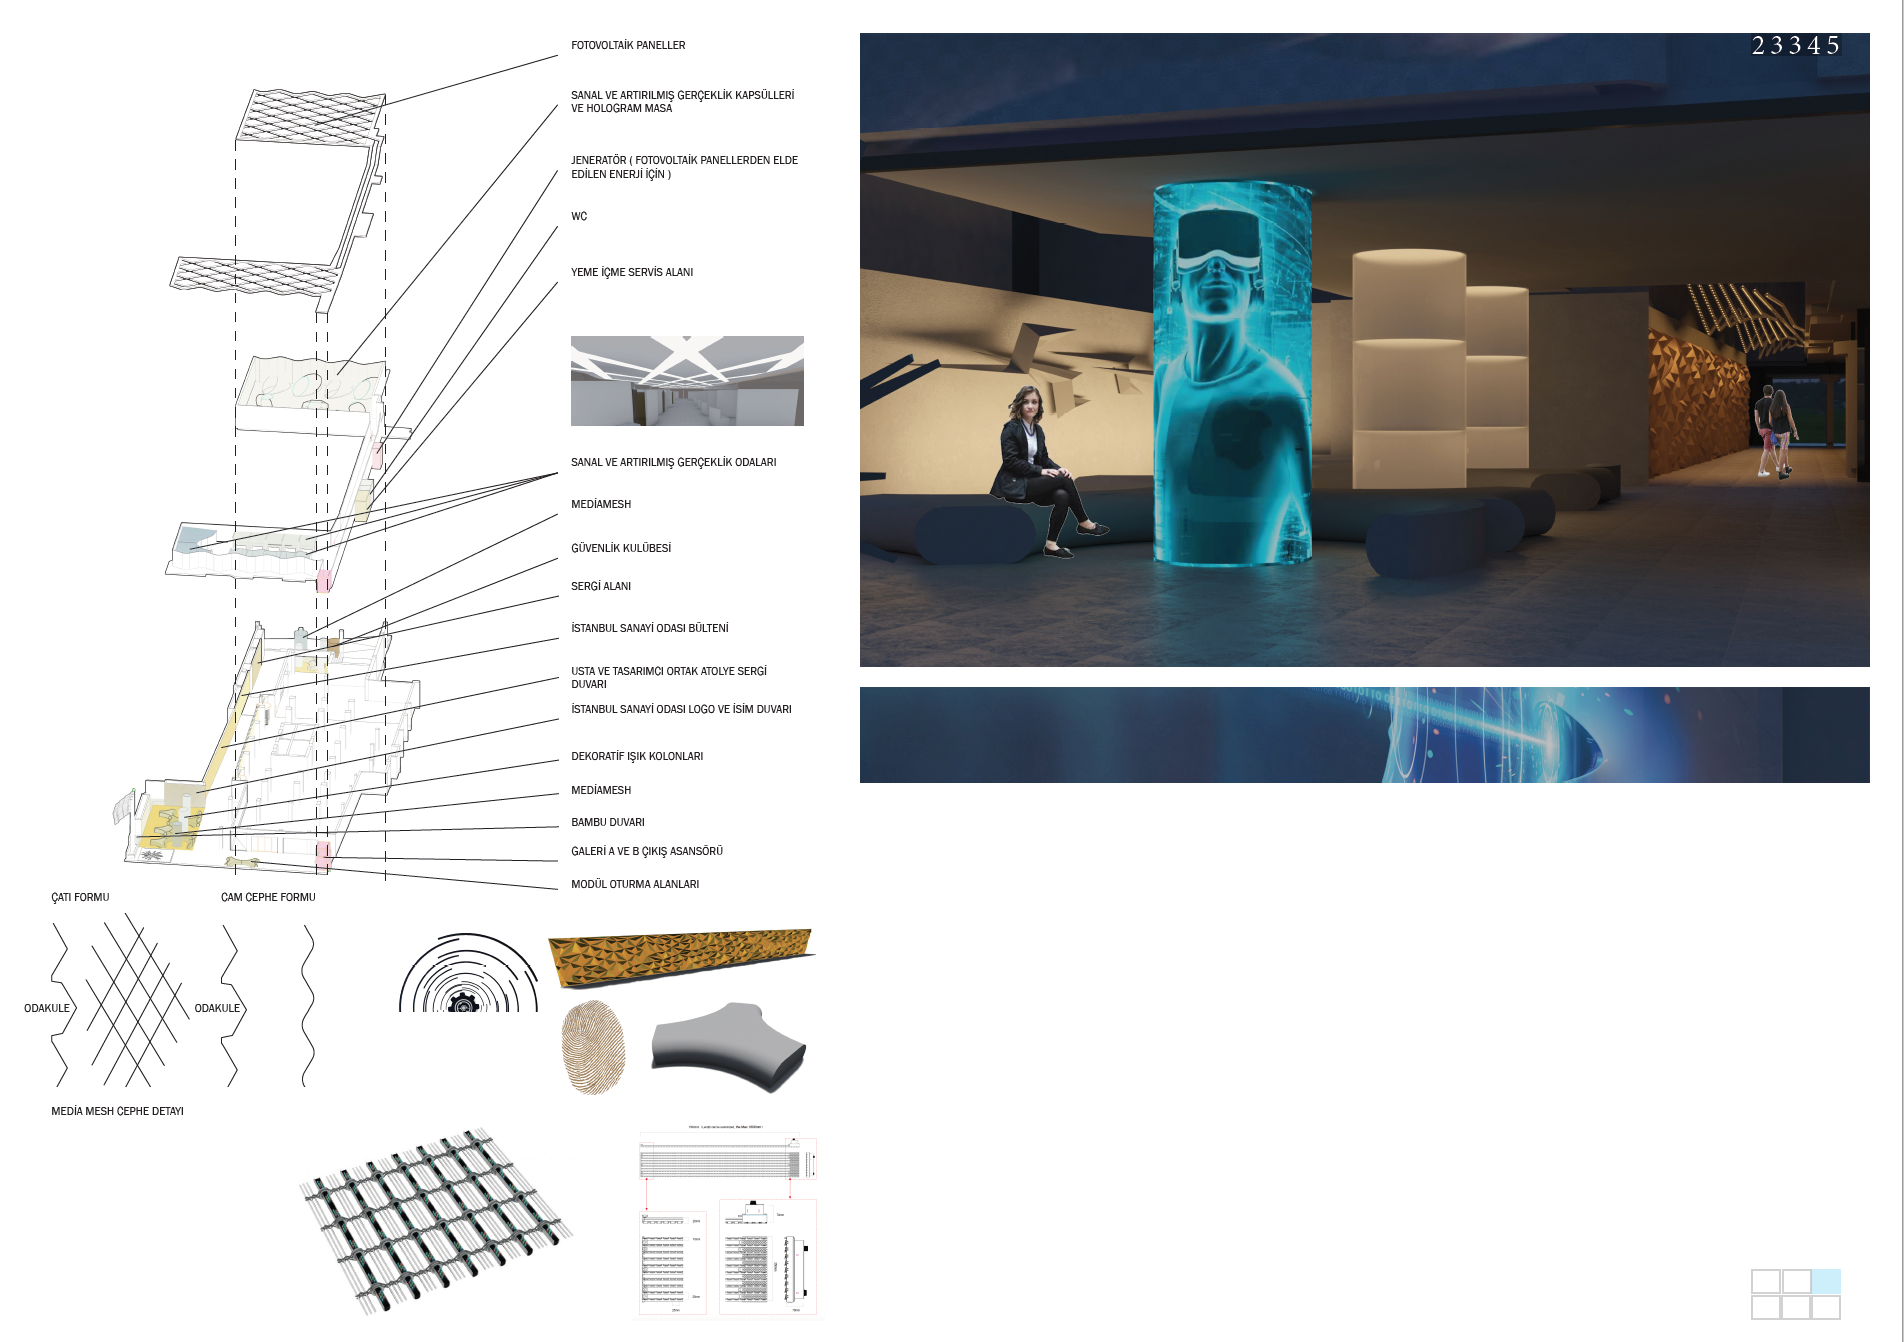 FOTOVOLTAİK PANELLER
SANAL VE ARTIRILMIŞ GERÇEKLİK KAPSÜLLERİ
VE HOLOGRAM MASA
JENERATÖR ( FOTOVOLTAİK PANELLERDEN ELDE
EDİLEN ENERJİ İÇİN )
WC
YEME İÇME SERVİS ALANI
SANAL VE ARTIRILMIŞ GERÇEKLİK ODALARI
MEDİAMESH
GÜVENLİK KULÜBESİ
SERGİ ALANI
İSTANBUL SANAYİ ODASI BÜLTENİ
USTA VE TASARIMCI ORTAK ATOLYE SERGİ
DUVARI
İSTANBUL SANAYİ ODASI LOGO VE İSİM DUVARI
DEKORATİF IŞIK KOLONLARI
MEDİAMESH
BAMBU DUVARI
GALERİ A VE B ÇIKIŞ ASANSÖRÜ
MODÜL OTURMA ALANLARI
ÇATI FORMU
CAM CEPHE FORMU
ODAKULE
ODAKULE
MEDİA MESH CEPHE DETAYI
23345